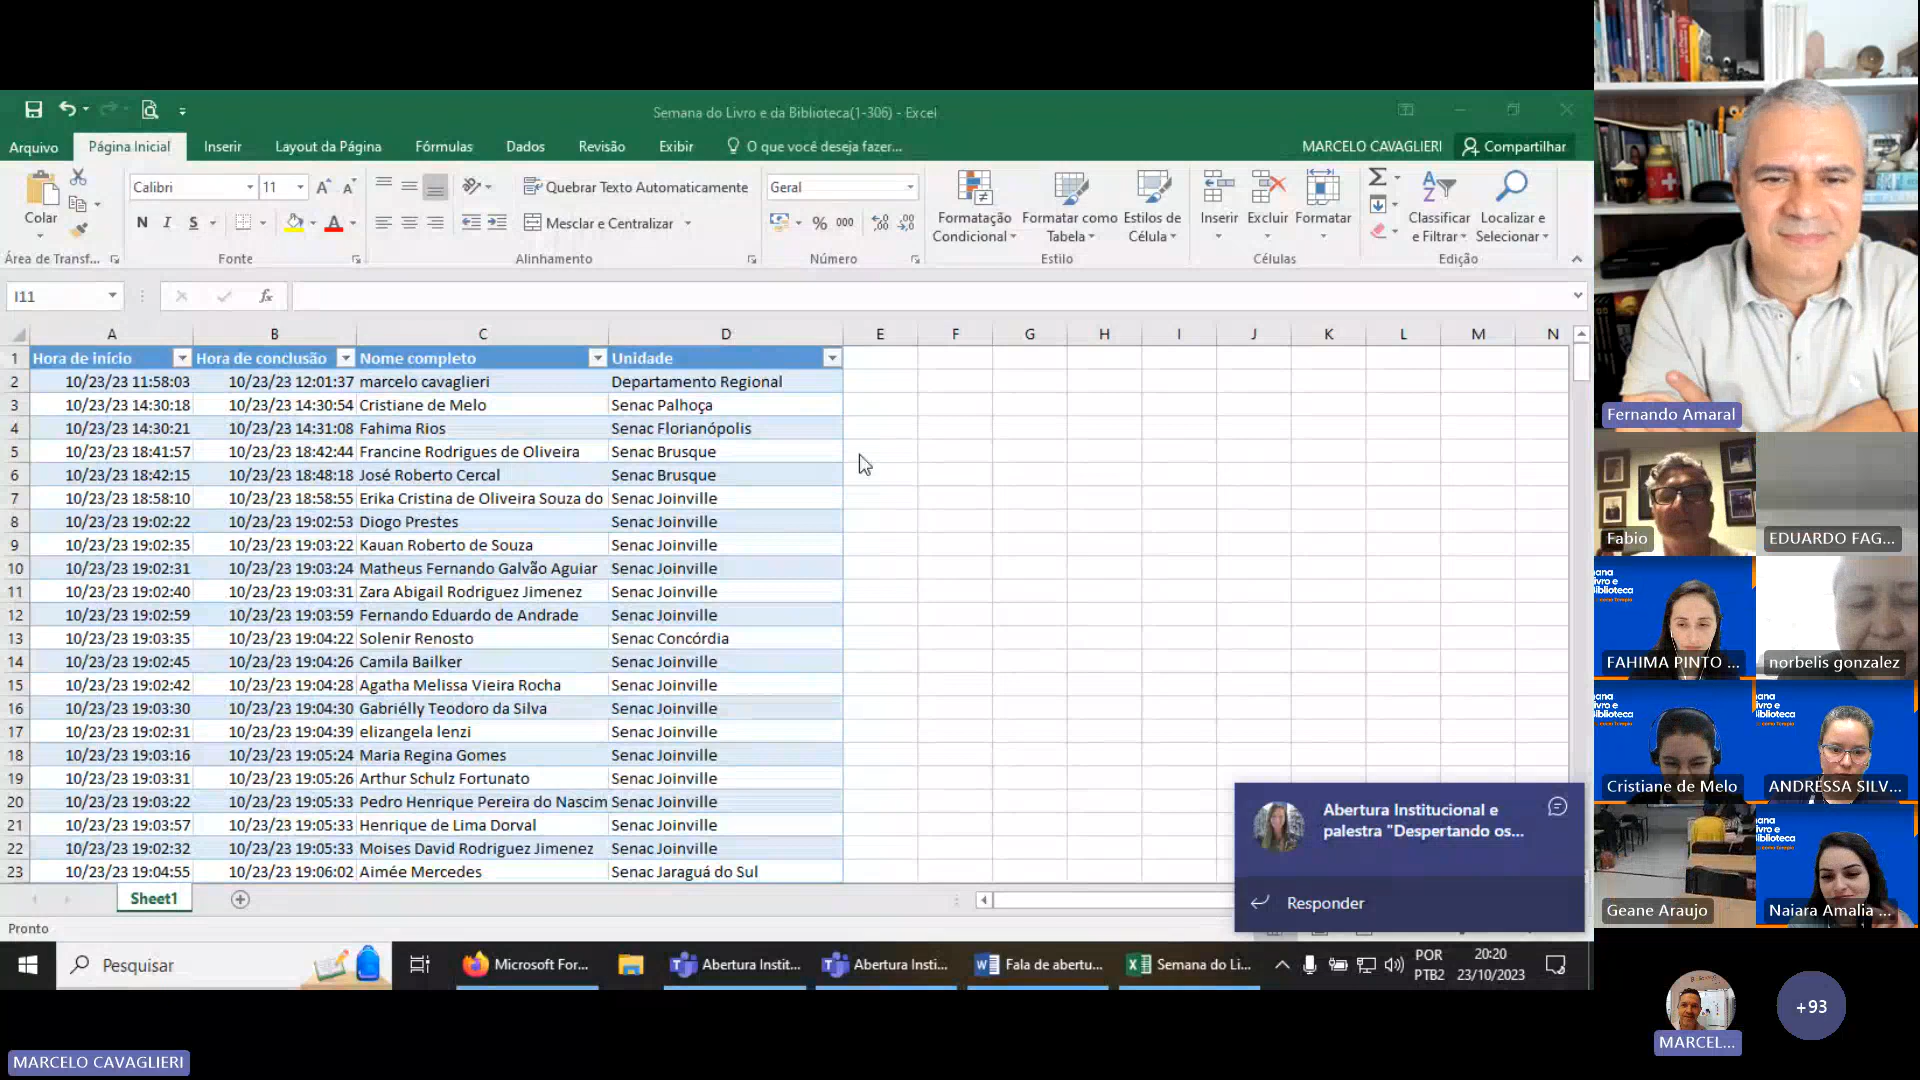 Semana do Livro e da Biblioteca(1-306) - Excel
Arquivo
Página Inicial
Inserir
Layout da Página
Fórmulas
Dados
Revisão
Exibir
O que você deseja fazer...
MARCELO CAVAGLIERI
Compartilhar
Colar
Calibri
11
N I S
Quebrar Texto Automaticamente
Mesclar e Centralizar
Geral
% 000
Formatação Condicional
Formatar como Tabela
Estilos de Célula
Inserir
Excluir
Formatar
Classificar e Filtrar
Localizar e Selecionar
Área de Transf...
Fonte
Alinhamento
Número
Estilo
Células
Edição
I11
fx
A B C D E F G H I J K L M N
1 Hora de início Hora de conclusão Nome completo Unidade
2 10/23/23 11:58:03 10/23/23 12:01:37 marcelo cavaglieri Departamento Regional
3 10/23/23 14:30:18 10/23/23 14:30:54 Cristiane de Melo Senac Palhoça
4 10/23/23 14:30:21 10/23/23 14:31:08 Fahima Rios Senac Florianópolis
5 10/23/23 18:41:57 10/23/23 18:42:44 Francine Rodrigues de Oliveira Senac Brusque
6 10/23/23 18:42:15 10/23/23 18:48:18 José Roberto Cercal Senac Brusque
7 10/23/23 18:58:10 10/23/23 18:58:55 Erika Cristina de Oliveira Souza do Senac Joinville
8 10/23/23 19:02:22 10/23/23 19:02:53 Diogo Prestes Senac Joinville
9 10/23/23 19:02:35 10/23/23 19:03:22 Kauan Roberto de Souza Senac Joinville
10 10/23/23 19:02:31 10/23/23 19:03:24 Matheus Fernando Galvão Aguiar Senac Joinville
11 10/23/23 19:02:40 10/23/23 19:03:31 Zara Abigail Rodriguez Jimenez Senac Joinville
12 10/23/23 19:02:59 10/23/23 19:03:59 Fernando Eduardo de Andrade Senac Joinville
13 10/23/23 19:03:35 10/23/23 19:04:22 Solenir Renosto Senac Concórdia
14 10/23/23 19:02:45 10/23/23 19:04:26 Camila Bailker Senac Joinville
15 10/23/23 19:02:42 10/23/23 19:04:28 Agatha Melissa Vieira Rocha Senac Joinville
16 10/23/23 19:03:30 10/23/23 19:04:30 Gabriélly Teodoro da Silva Senac Joinville
17 10/23/23 19:02:31 10/23/23 19:04:39 elizangela lenzi Senac Joinville
18 10/23/23 19:03:16 10/23/23 19:05:24 Maria Regina Gomes Senac Joinville
19 10/23/23 19:03:31 10/23/23 19:05:26 Arthur Schulz Fortunato Senac Joinville
20 10/23/23 19:03:22 10/23/23 19:05:33 Pedro Henrique Pereira do Nascim Senac Joinville
21 10/23/23 19:03:57 10/23/23 19:05:33 Henrique de Lima Dorval Senac Joinville
22 10/23/23 19:02:32 10/23/23 19:05:33 Moises David Rodriguez Jimenez Senac Joinville
23 10/23/23 19:04:55 10/23/23 19:06:02 Aimée Mercedes Senac Jaraguá do Sul
Sheet1
Pronto
Abertura Institucional e
palestra "Despertando os...
Responder
Pesquisar
Microsoft For...
Abertura Instit...
Abertura Insti...
Fala de abertu...
Semana do Li...
POR
PTB2
20:20
23/10/2023
MARCELO CAVAGLIERI
Fernando Amaral
Fabio
EDUARDO FAG...
ana
ivro e
iblioteca
FAHIMA PINTO ...
norbelis gonzalez
ana
ivro e
iblioteca
Cristiane de Melo
ana
ivro e
iblioteca
ANDRESSA SILV...
Geane Araujo
ana
ivro e
iblioteca
Naiara Amalia ...
MARCEL...
+93